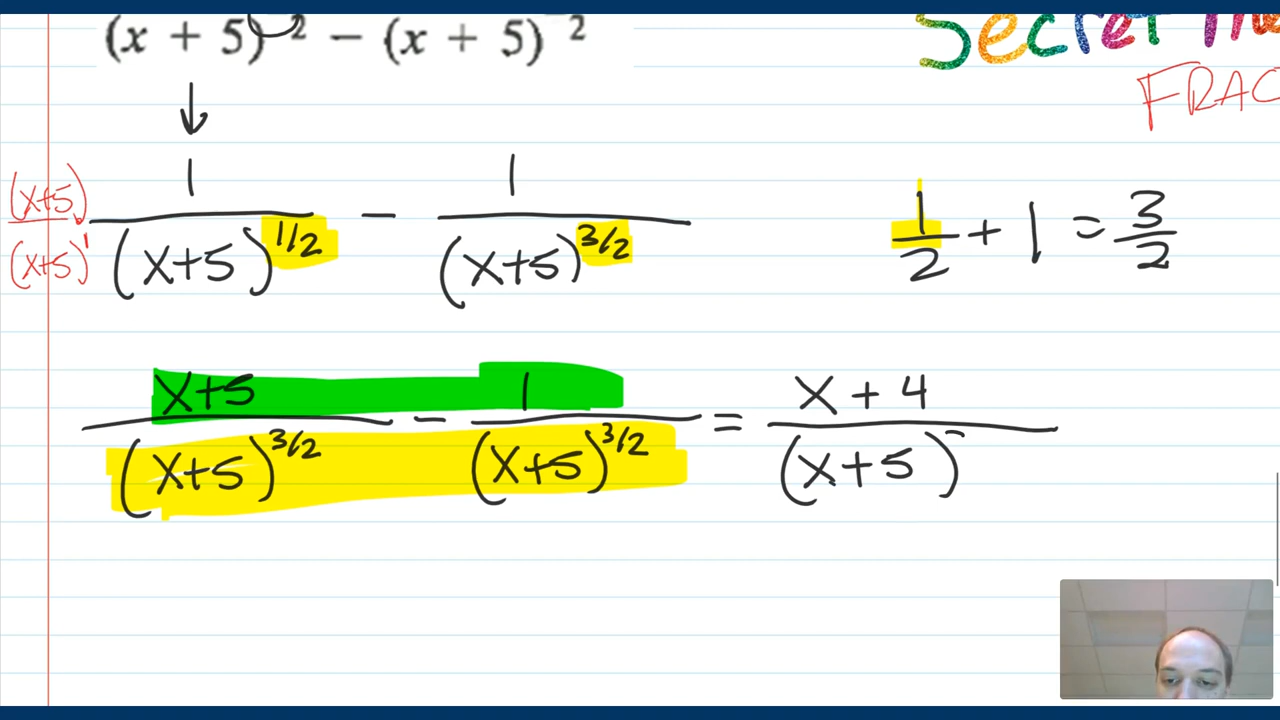 (x + 5) 2 − (x + 5) 2
Secret
FRAC
↓
(x+5)/(x+5)^1 1/(x+5)^1/2 − 1/(x+5)^3/2
1/2 + 1 = 3/2
x+5/(x+5)^3/2 − 1/(x+5)^3/2 = x+4/(x+5)